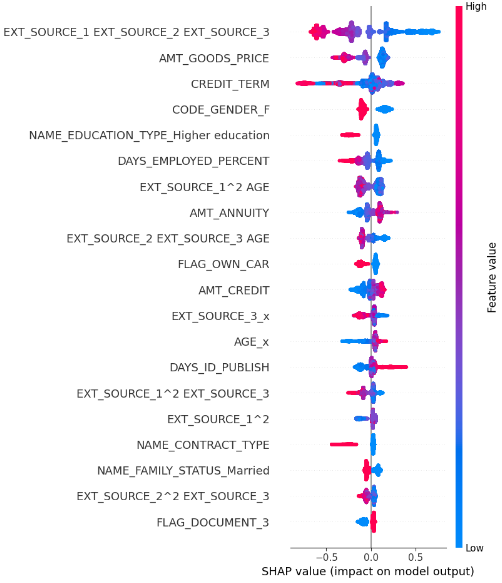 High
EXT_SOURCE_1 EXT_SOURCE_2 EXT_SOURCE_3
AMT_GOODS_PRICE
CREDIT_TERM
CODE_GENDER_F
NAME_EDUCATION_TYPE_Higher education
DAYS_EMPLOYED_PERCENT
EXT_SOURCE_1^2 AGE
AMT_ANNUITY
EXT_SOURCE_2 EXT_SOURCE_3 AGE
FLAG_OWN_CAR
AMT_CREDIT
EXT_SOURCE_3_x
AGE_x
DAYS_ID_PUBLISH
EXT_SOURCE_1^2 EXT_SOURCE_3
EXT_SOURCE_1^2
NAME_CONTRACT_TYPE
NAME_FAMILY_STATUS_Married
EXT_SOURCE_2^2 EXT_SOURCE_3
FLAG_DOCUMENT_3
Feature value
Low
−0.5 0.0 0.5
SHAP value (impact on model output)